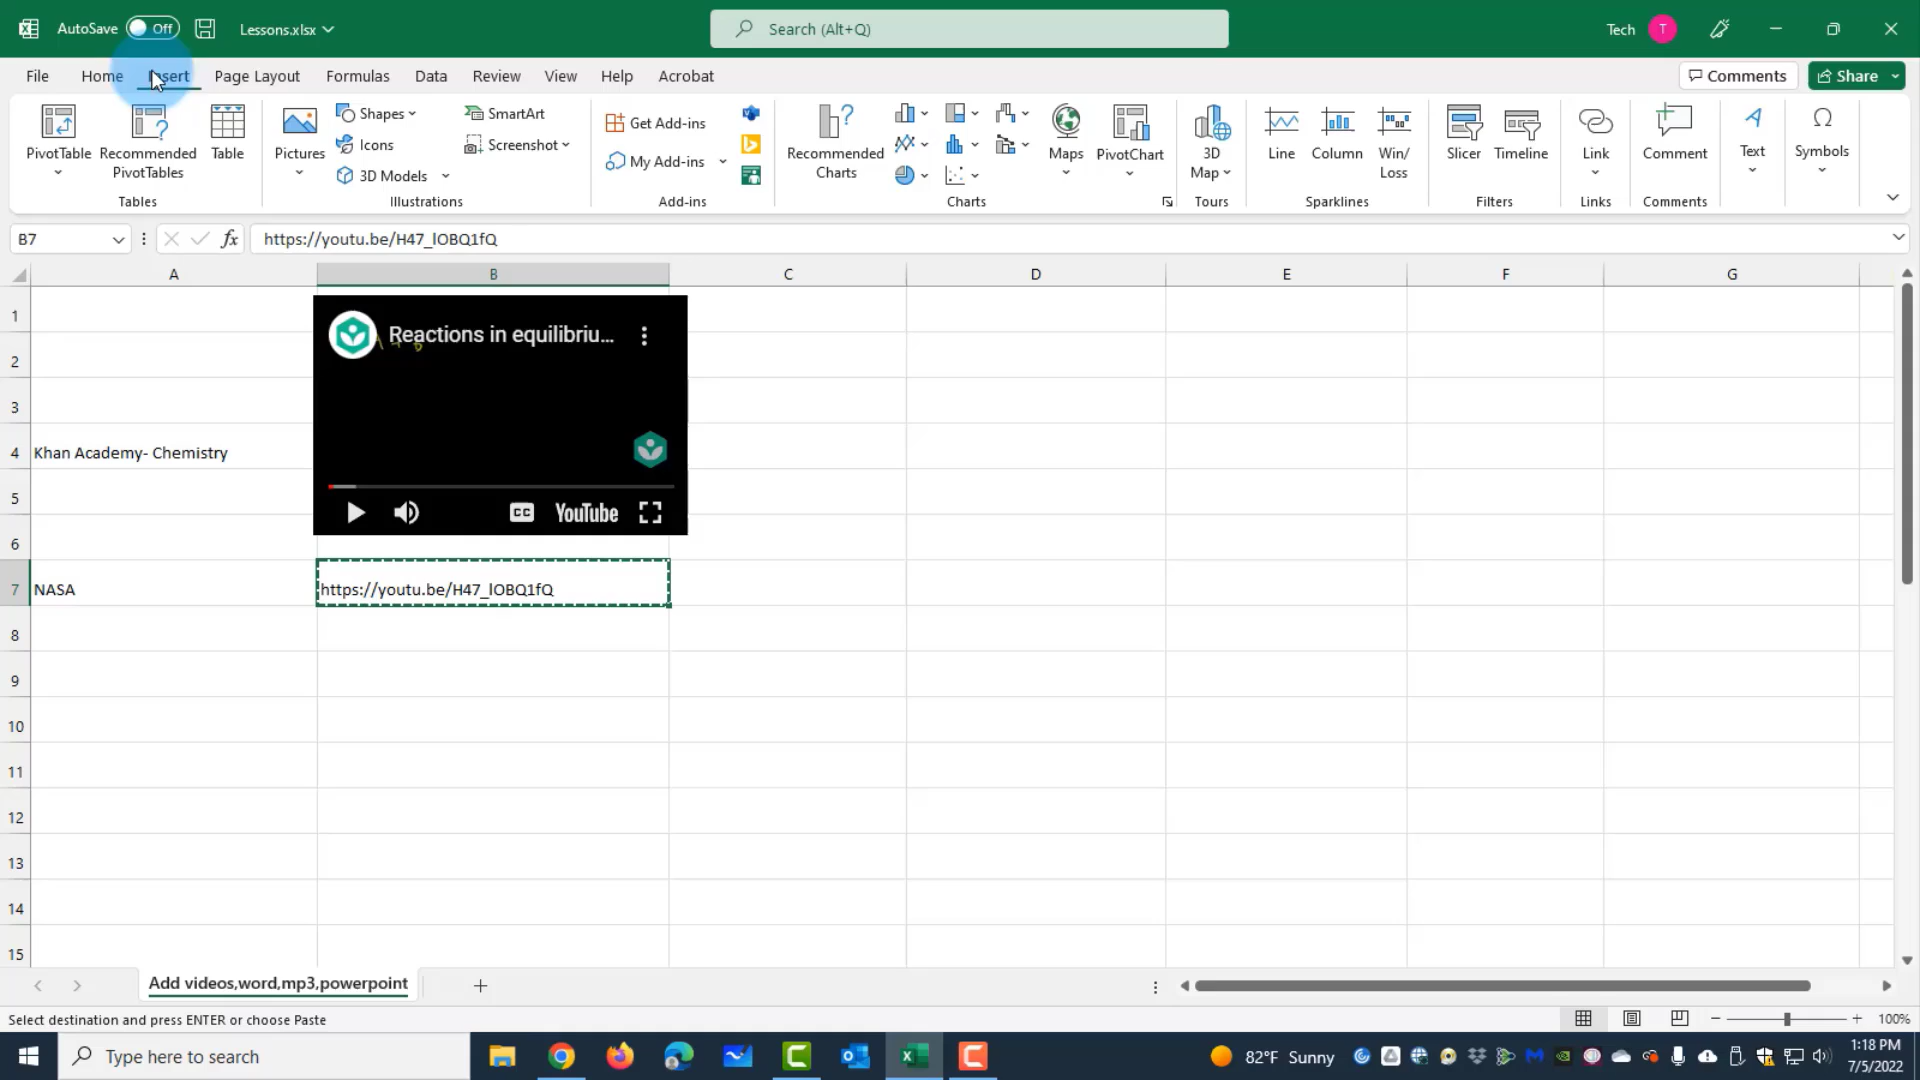 AutoSave Off Lessons.xlsx Search (Alt+Q) Tech T
File Home Insert Page Layout Formulas Data Review View Help Acrobat Comments Share
PivotTable
Recommended
PivotTables
Table
Tables
Pictures
Shapes
Icons
3D Models
SmartArt
Screenshot
Illustrations
Get Add-ins
My Add-ins
Add-ins
Recommended
Charts
Maps
PivotChart
Charts
3D
Map
Tours
Line
Column
Win/
Loss
Sparklines
Slicer
Timeline
Filters
Link
Links
Comment
Comments
Text
Symbols
B7 fx https://youtu.be/H47_lOBQ1fQ
A B C D E F G
1
Reactions in equilibriu...
2
3
4 Khan Academy- Chemistry
5
CC YouTube
6
7 NASA https://youtu.be/H47_lOBQ1fQ
8
9
10
11
12
13
14
15
Add videos,word,mp3,powerpoint
Select destination and press ENTER or choose Paste 100%
Type here to search 82°F Sunny 1:18 PM
7/5/2022